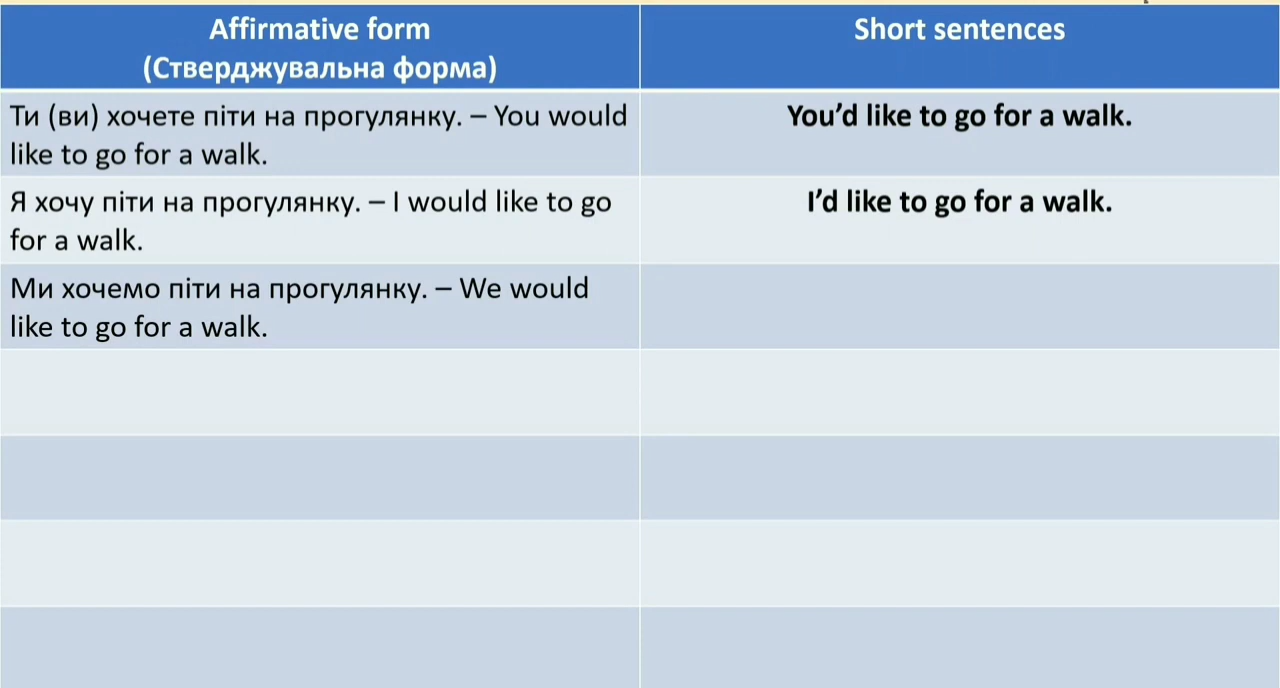 Affirmative form
(Стверджувальна форма)
Short sentences
Ти (ви) хочете піти на прогулянку. – You would
like to go for a walk.
You’d like to go for a walk.
Я хочу піти на прогулянку. – I would like to go
for a walk.
I’d like to go for a walk.
Ми хочемо піти на прогулянку. – We would
like to go for a walk.